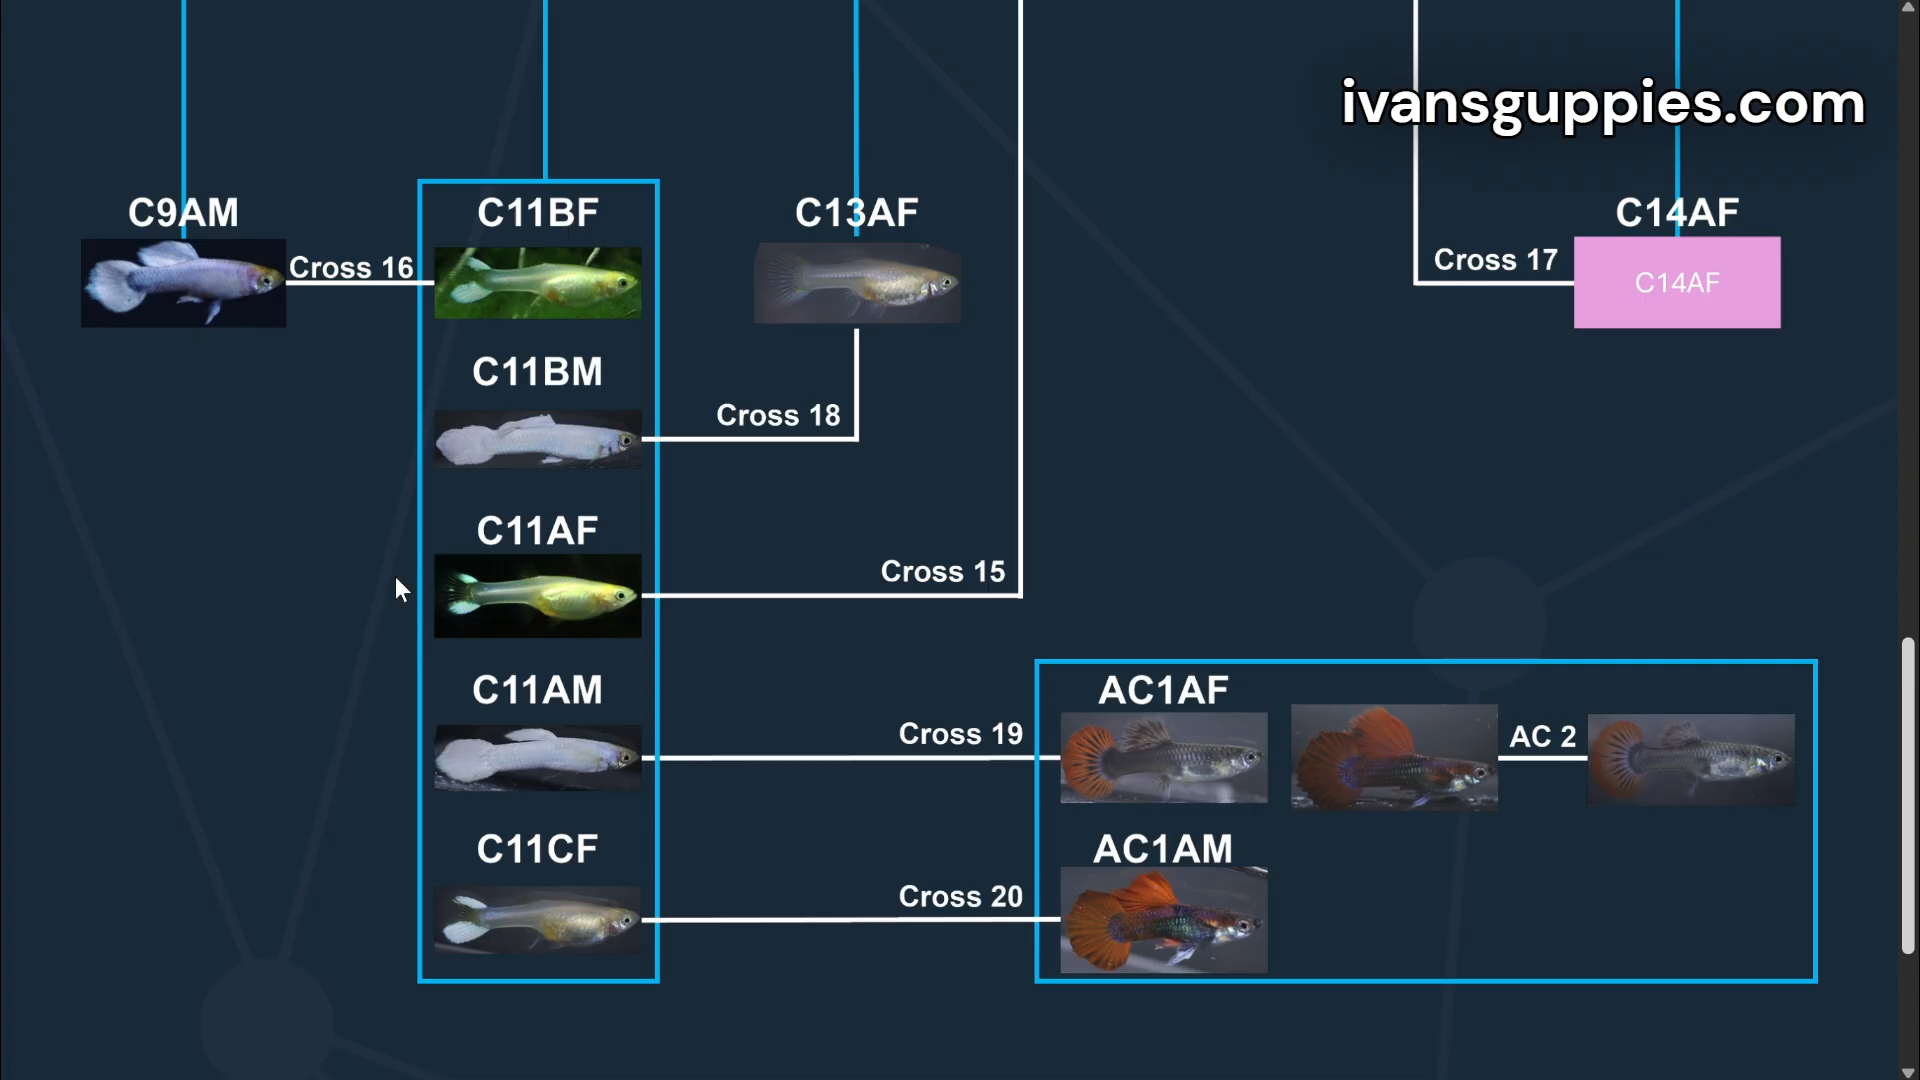 ivansguppies.com
C9AM
C11BF
C13AF
C14AF
Cross 16
Cross 17
C14AF
C11BM
Cross 18
C11AF
Cross 15
C11AM
AC1AF
Cross 19
AC 2
C11CF
AC1AM
Cross 20